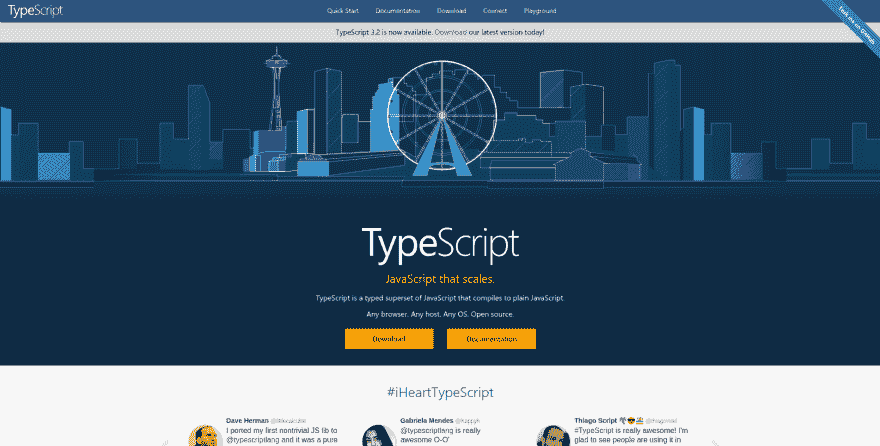 TypeScript
Quick Start Documentation Download Connect Playground
Fork me on GitHub
TypeScript 3.2 is now available. Download our latest version today!
TypeScript
JavaScript that scales.
TypeScript is a typed superset of JavaScript that compiles to plain JavaScript.
Any browser. Any host. Any OS. Open source.
Download Documentation
#iHeartTypeScript
Dave Herman
I ported my first nontrivial JS lib to
@typescriptlang and it was a pure
Gabriela Mendes
@typescriptlang is really
awesome O-O'
Thiago Script
#TypeScript is really awesome! I'm
glad to see people are using it in